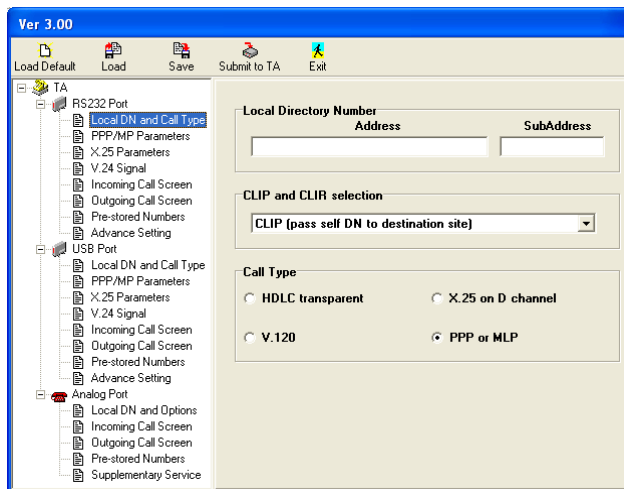 Ver 3.00
Load Default Load Save Submit to TA Exit
TA
RS232 Port
Local DN and Call Type
PPP/MP Parameters
X.25 Parameters
V.24 Signal
Incoming Call Screen
Outgoing Call Screen
Pre-stored Numbers
Advance Setting
USB Port
Local DN and Call Type
PPP/MP Parameters
X.25 Parameters
V.24 Signal
Incoming Call Screen
Outgoing Call Screen
Pre-stored Numbers
Advance Setting
Analog Port
Local DN and Options
Incoming Call Screen
Outgoing Call Screen
Pre-stored Numbers
Supplementary Service
Local Directory Number
Address SubAddress
CLIP and CLIR selection
CLIP (pass self DN to destination site)
Call Type
HDLC transparent X.25 on D channel
V.120 PPP or MLP